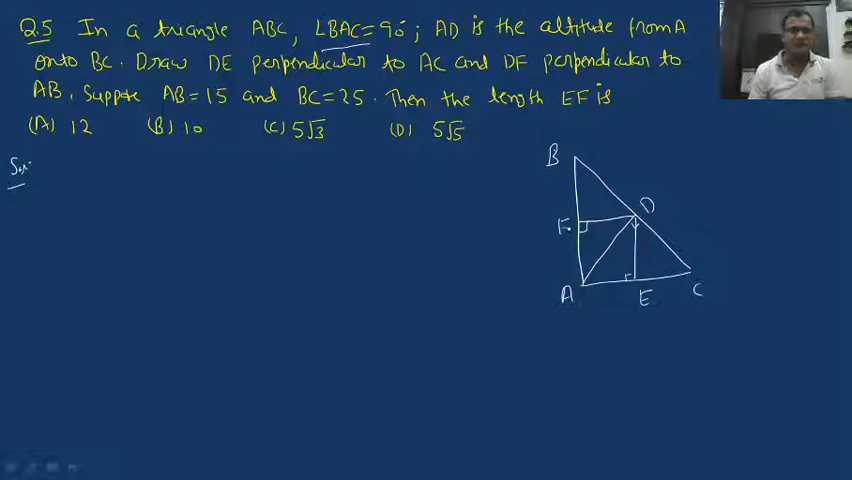 Q.5 In a triangle ABC, ∠BAC=90°; AD is the altitude from A
onto BC. Draw DE perpendicular to AC and DF perpendicular to
AB. Suppose AB=15 and BC=25. Then the length EF is
(A) 12 (B) 10 (C) 5√3 (D) 5√5
Sol.
B
D
F
A
E
C